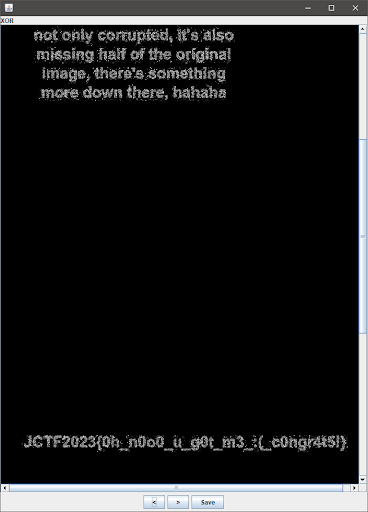 XOR
not only corrupted, it's also
missing half of the original
image, there's something
more down there, hahaha
JCTF2023{0h_n0o0_u_g0t_m3_:(_c0ngr4t5!}
<
>
Save